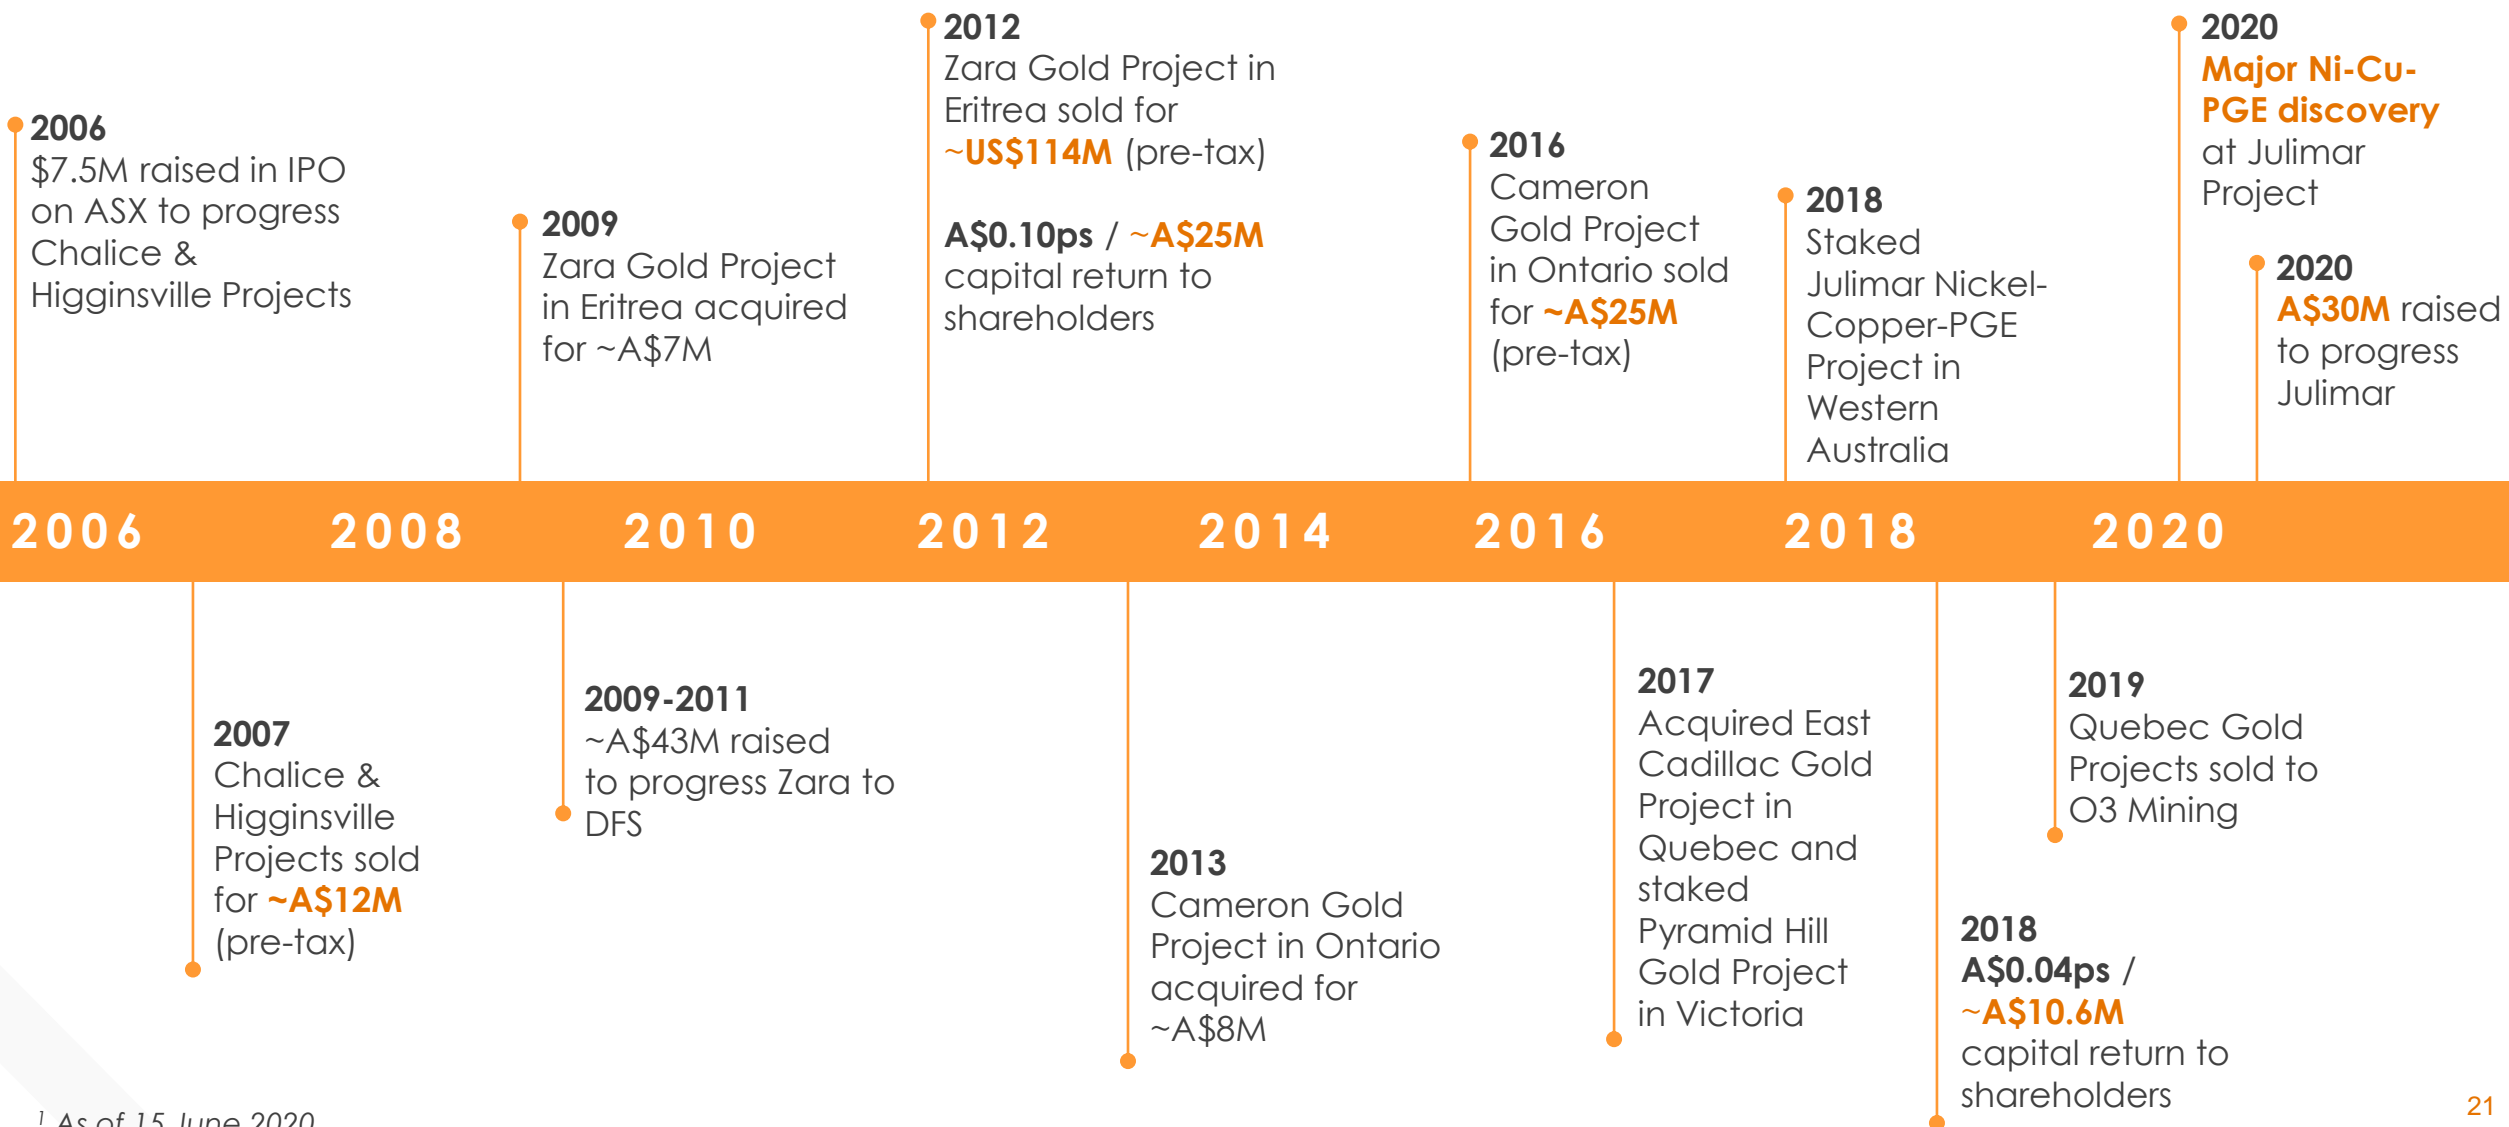 2006
$7.5M raised in IPO
on ASX to progress
Chalice &
Higginsville Projects
2009
Zara Gold Project
in Eritrea acquired
for ~A$7M
2012
Zara Gold Project in
Eritrea sold for
~US$114M (pre-tax)
A$0.10ps / ~A$25M
capital return to
shareholders
2016
Cameron
Gold Project
in Ontario sold
for ~A$25M
(pre-tax)
2018
Staked
Julimar Nickel-
Copper-PGE
Project in
Western
Australia
2020
Major Ni-Cu-
PGE discovery
at Julimar
Project
2020
A$30M raised
to progress
Julimar
2006 2008 2010 2012 2014 2016 2018 2020
2007
Chalice &
Higginsville
Projects sold
for ~A$12M
(pre-tax)
2009-2011
~A$43M raised
to progress Zara to
DFS
2013
Cameron Gold
Project in Ontario
acquired for
~A$8M
2017
Acquired East
Cadillac Gold
Project in
Quebec and
staked
Pyramid Hill
Gold Project
in Victoria
2018
A$0.04ps /
~A$10.6M
capital return to
shareholders
2019
Quebec Gold
Projects sold to
O3 Mining
1 As of 15 June 2020
21